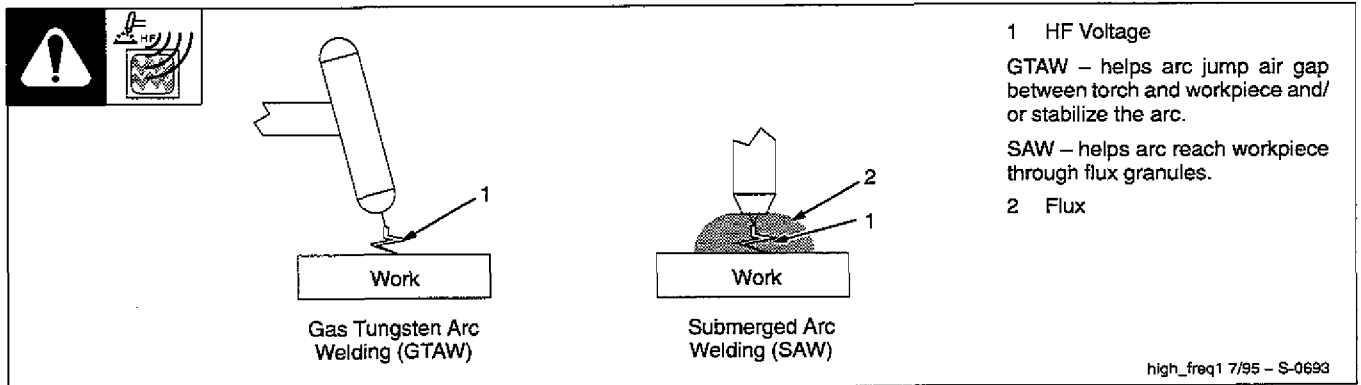 HF
1
Work
Gas Tungsten Arc
Welding (GTAW)
2
1
Work
Submerged Arc
Welding (SAW)
1 HF Voltage
GTAW – helps arc jump air gap
between torch and workpiece and/
or stabilize the arc.
SAW – helps arc reach workpiece
through flux granules.
2 Flux
high_freq1 7/95 – S-0693